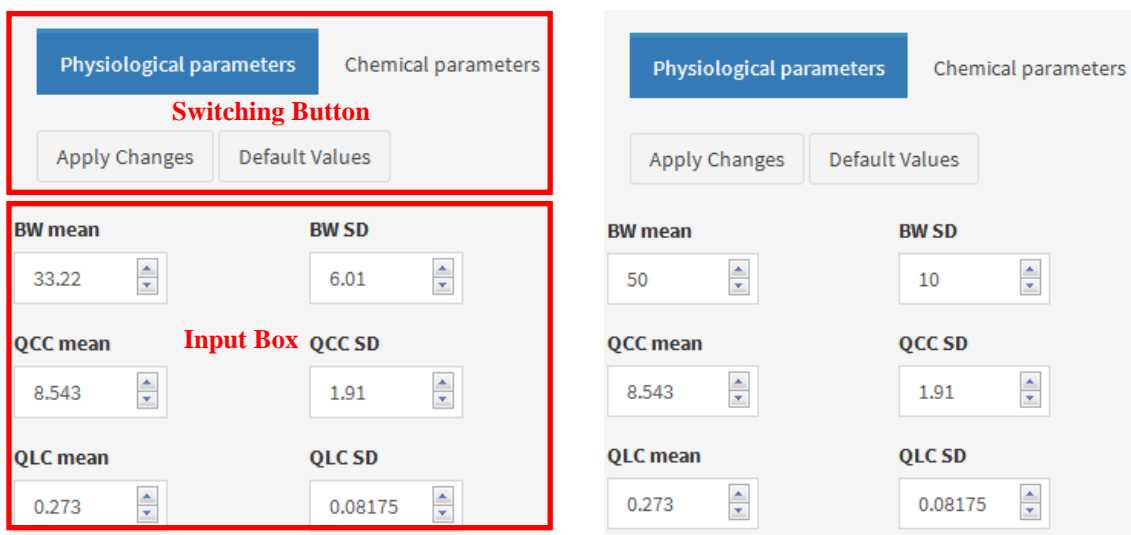 Physiological parameters Chemical parameters
Switching Button
Apply Changes Default Values
BW mean BW SD
33.22 6.01
QCC mean Input Box QCC SD
8.543 1.91
QLC mean QLC SD
0.273 0.08175
Physiological parameters Chemical parameters
Apply Changes Default Values
BW mean BW SD
50 10
QCC mean QCC SD
8.543 1.91
QLC mean QLC SD
0.273 0.08175